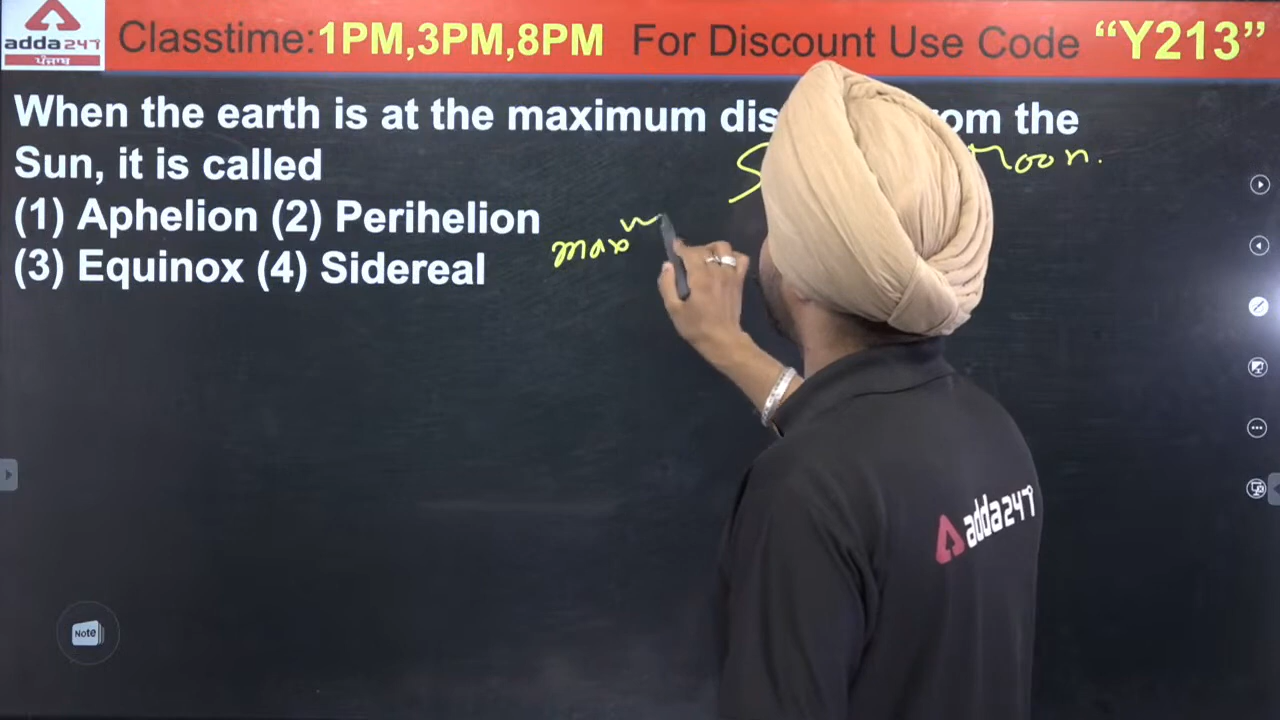 adda247
ਪੰਜਾਬ
Classtime:1PM,3PM,8PM For Discount Use Code “Y213”
When the earth is at the maximum dis om the
Sun, it is called
Moon.
(1) Aphelion (2) Perihelion
max
(3) Equinox (4) Sidereal
adda247
Note